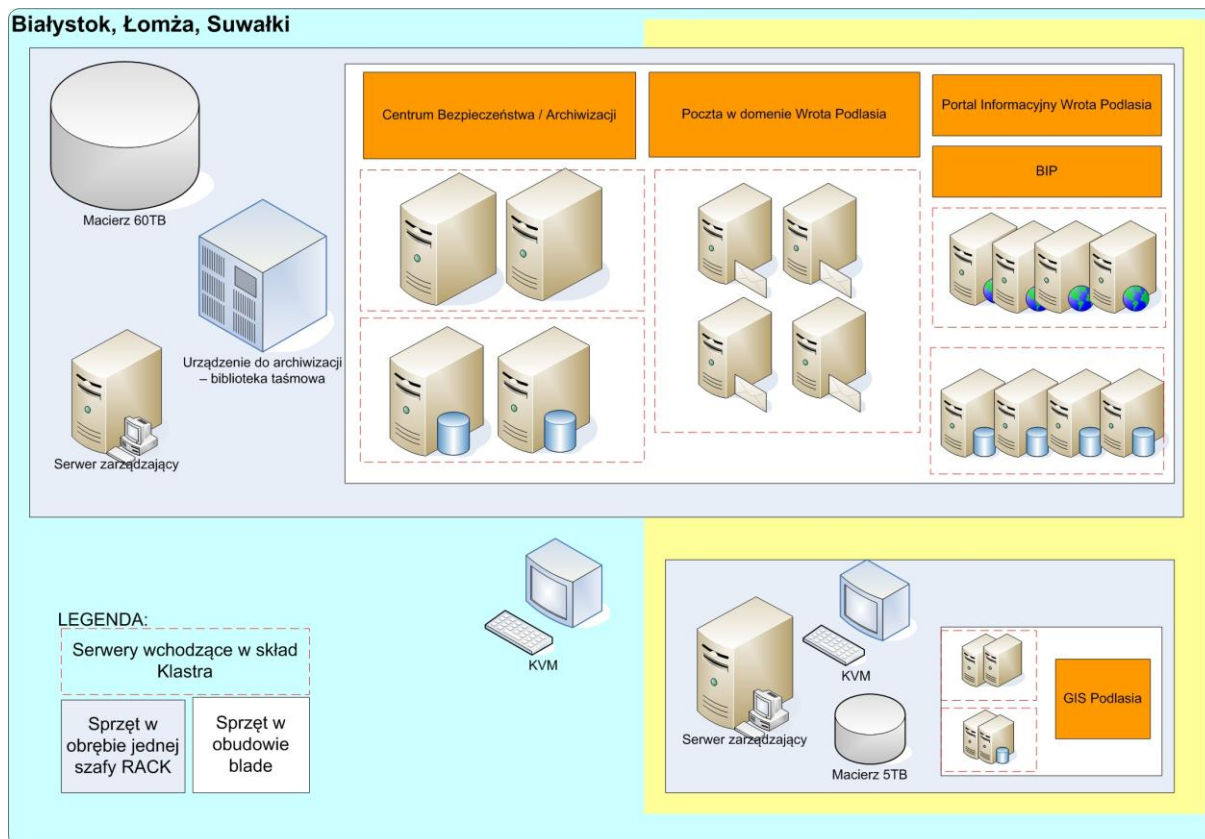 Białystok, Łomża, Suwałki
Macierz 60TB
Urządzenie do archiwizacji
– biblioteka taśmowa
Serwer zarządzający
Centrum Bezpieczeństwa / Archiwizacji
Poczta w domenie Wrota Podlasia
Portal Informacyjny Wrota Podlasia
BIP
LEGENDA:
Serwery wchodzące w skład
Klastra
Sprzęt w
obrębie jednej
szafy RACK
Sprzęt w
obudowie
blade
KVM
Serwer zarządzający
KVM
Macierz 5TB
GIS Podlasia